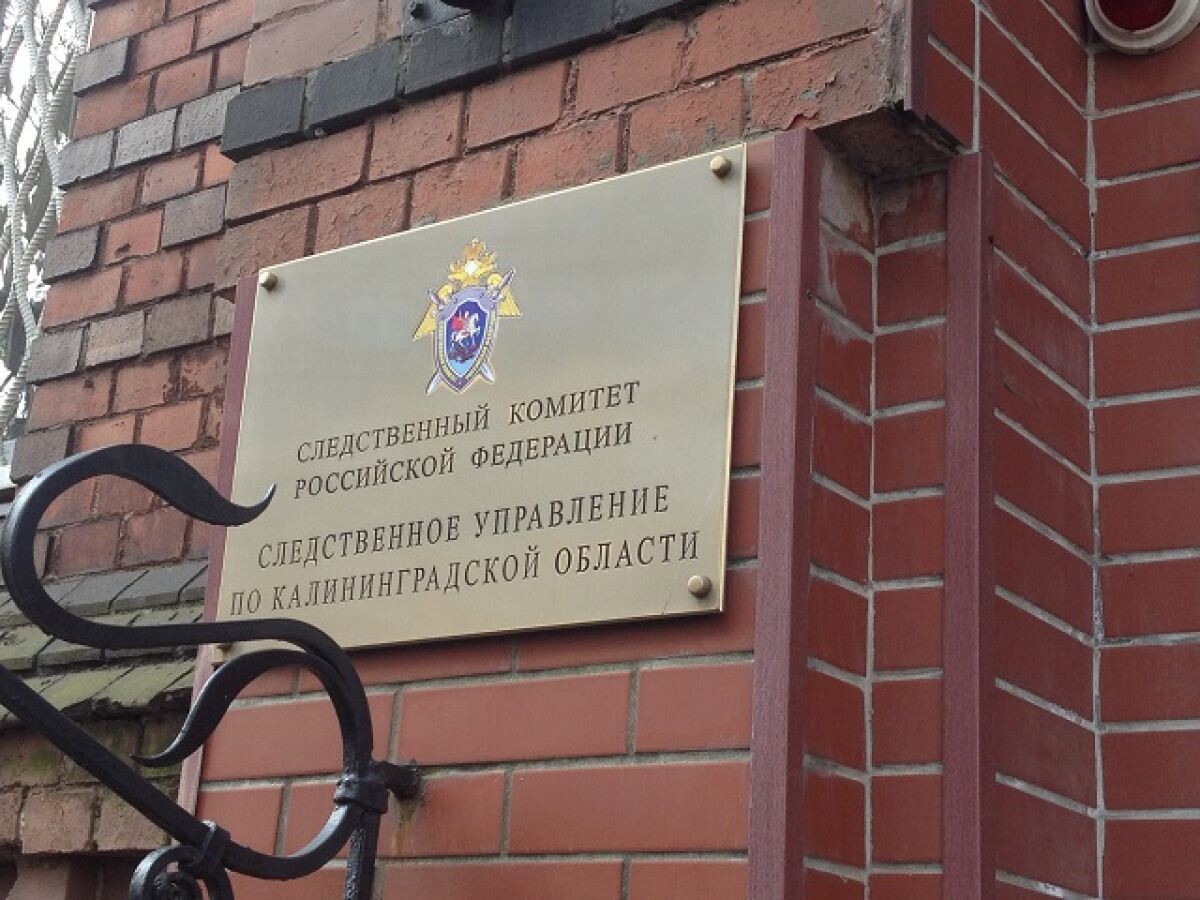 СЛЕДСТВЕННЫЙ КОМИТЕТ
РОССИЙСКОЙ ФЕДЕРАЦИИ
СЛЕДСТВЕННОЕ УПРАВЛЕНИЕ
ПО КАЛИНИНГРАДСКОЙ ОБЛАСТИ